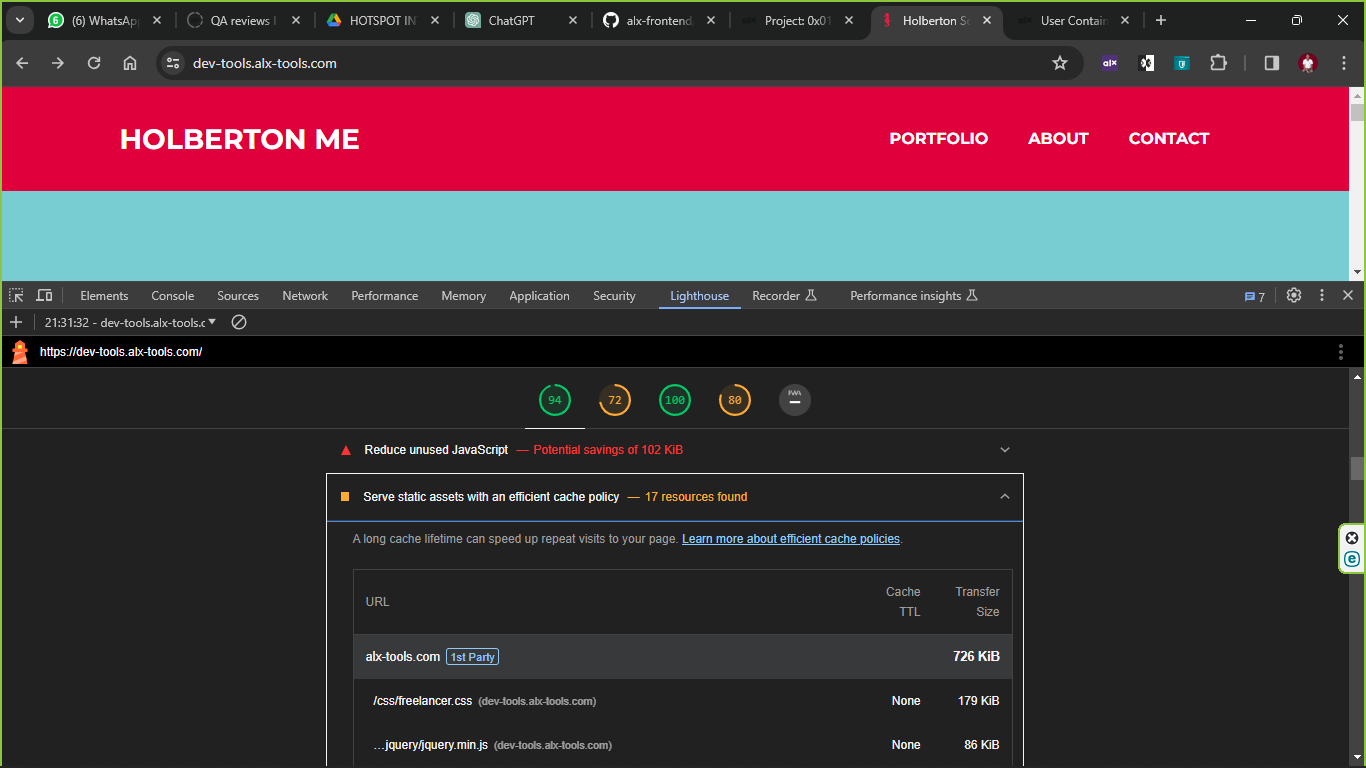 (6) WhatsApp
QA reviews I
HOTSPOT IN
ChatGPT
alx-frontend
Project: 0x01
Holberton Sc
User Contain
dev-tools.alx-tools.com
alx
HOLBERTON ME
PORTFOLIO ABOUT CONTACT
Elements Console Sources Network Performance Memory Application Security Lighthouse Recorder Performance insights 7
21:31:32 - dev-tools.alx-tools.c
https://dev-tools.alx-tools.com/
94 72 100 80 PWA
Reduce unused JavaScript — Potential savings of 102 KiB
Serve static assets with an efficient cache policy — 17 resources found
A long cache lifetime can speed up repeat visits to your page. Learn more about efficient cache policies.
URL
Cache TTL
Transfer Size
alx-tools.com 1st Party 726 KiB
/css/freelancer.css (dev-tools.alx-tools.com) None 179 KiB
…jquery/jquery.min.js (dev-tools.alx-tools.com) None 86 KiB